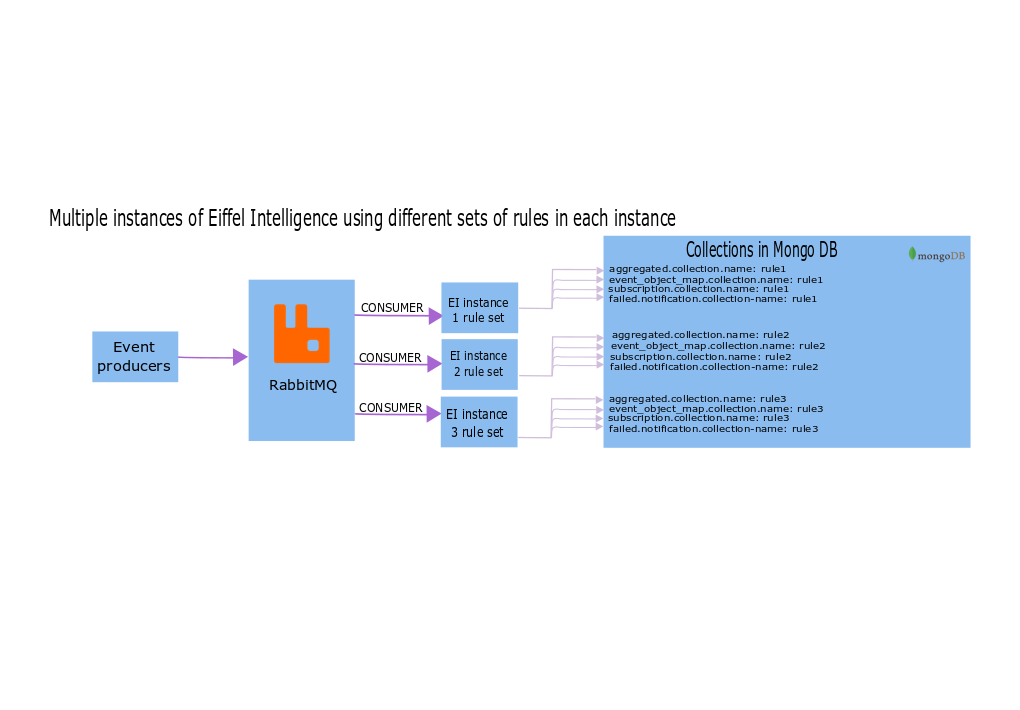 Multiple instances of Eiffel Intelligence using different sets of rules in each instance
Event
producers
RabbitMQ
CONSUMER
CONSUMER
CONSUMER
EI instance
1 rule set
EI instance
2 rule set
EI instance
3 rule set
Collections in Mongo DB
mongoDB
aggregated.collection.name: rule1
event_object_map.collection.name: rule1
subscription.collection.name: rule1
failed.notification.collection-name: rule1
aggregated.collection.name: rule2
event_object_map.collection.name: rule2
subscription.collection.name: rule2
failed.notification.collection-name: rule2
aggregated.collection.name: rule3
event_object_map.collection.name: rule3
subscription.collection.name: rule3
failed.notification.collection-name: rule3